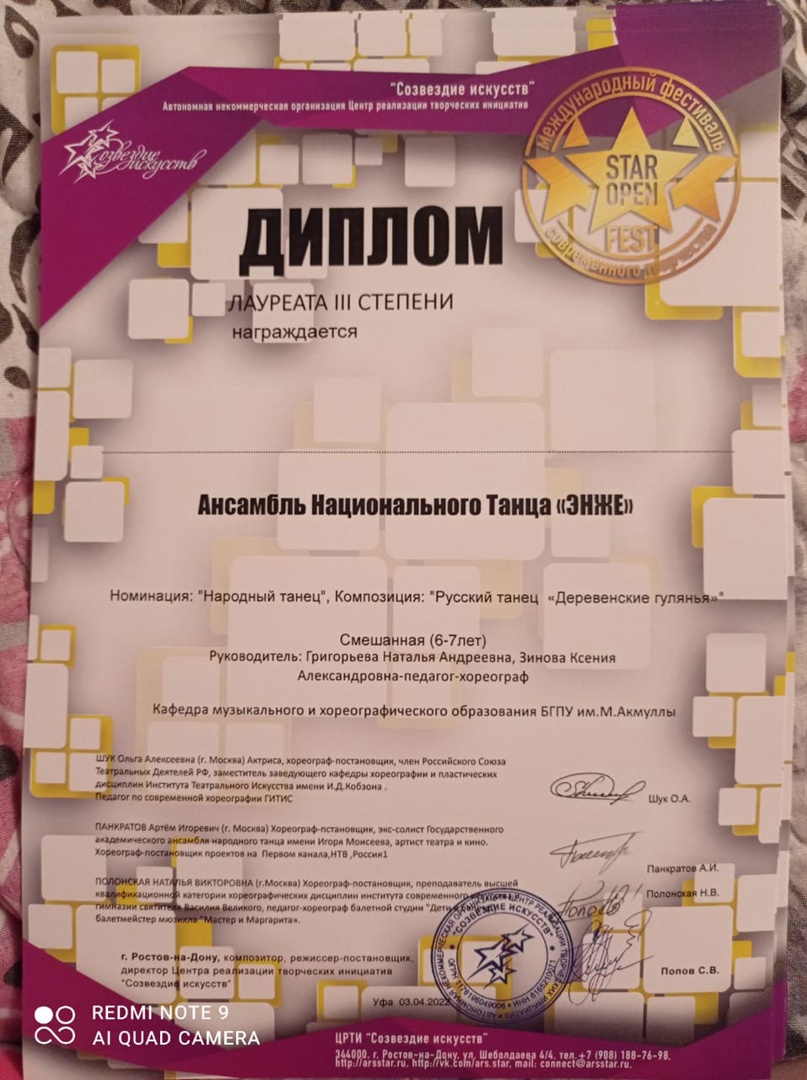 "Созвездие искусств"
Автономная некоммерческая организация Центр реализации творческих инициатив
Созвездие
искусств
Международный фестиваль
STAR
OPEN
FEST
современного творчества
ДИПЛОМ
ЛАУРЕАТА III СТЕПЕНИ
награждается
Ансамбль Национального Танца «ЭНЖЕ»
Номинация: "Народный танец", Композиция: "Русский танец «Деревенские гулянья»"
Смешанная (6-7лет)
Руководитель: Григорьева Наталья Андреевна, Зинова Ксения
Александровна-педагог-хореограф
Кафедра музыкального и хореографического образования БГПУ им.М.Акмуллы
ШУК Ольга Алексеевна (г. Москва) Актриса, хореограф-постановщик, член Российского Союза
Театральных Деятелей РФ, заместитель заведующего кафедры хореографии и пластических
дисциплин Института Театрального Искусства имени И.Д.Кобзона .
Педагог по современной хореографии ГИТИС
Шук О.А.
ПАНКРАТОВ Артём Игоревич (г. Москва) Хореограф-пстановщик, экс-солист Государственного
академического ансамбля народного танца имени Игоря Моисеева, артист театра и кино.
Хореограф-постановщик проектов на Первом канала,НТВ ,Россия1
Панкратов А.И.
ПОЛОНСКАЯ НАТАЛЬЯ ВИКТОРОВНА (г.Москва) Хореограф-постановщик, преподаватель высшей
квалификационной категории хореографических дисциплин института современного
гимназии святителя Василия Великого, педагог-хореограф балетной студии "Дети
балетмейстер мюзикла "Мастер и Маргарита».
Полонская Н.В.
г. Ростов-на-Дону, композитор, режиссер-постановщик,
директор Центра реализации творческих инициатив
"Созвездие искусств"
Попов С.В.
"СОЗВЕЗДИЕ ИСКУССТВ"
Уфа 03.04.2022
REDMI NOTE 9
AI QUAD CAMERA
ЦРТИ "Созвездие искусств"
344000, г. Ростов-на-Дону, ул. Шеболдаева 4/4, тел.+7 (908) 188-76-98,
http://arsstar.ru, http://vk.com/ars.star, mail: connect@arsstar.ru.